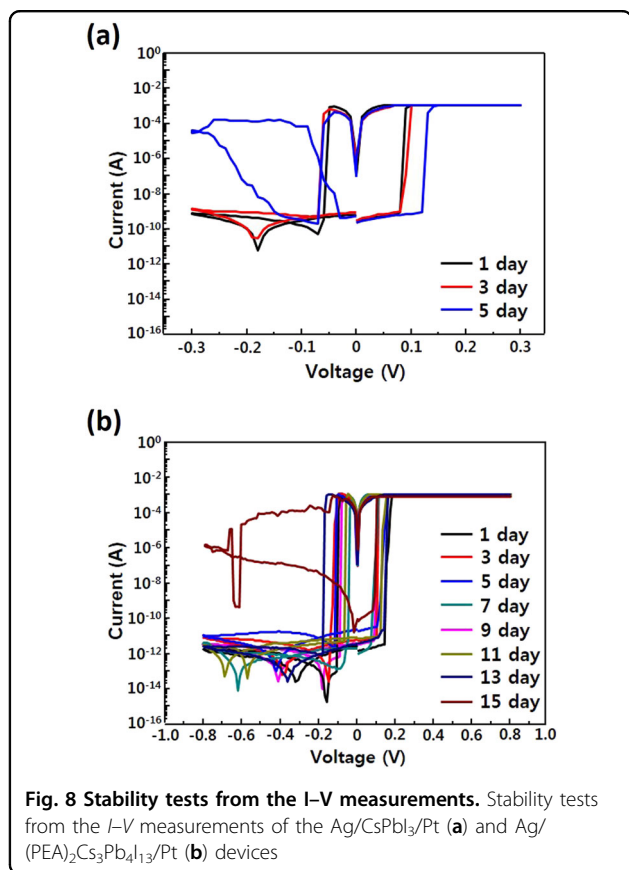 (a)
10⁰
10⁻²
10⁻⁴
10⁻⁶
10⁻⁸
10⁻¹⁰
10⁻¹²
10⁻¹⁴
10⁻¹⁶
Current (A)
1 day
3 day
5 day
-0.3 -0.2 -0.1 0 0.1 0.2 0.3
Voltage (V)
(b)
10⁰
10⁻²
10⁻⁴
10⁻⁶
10⁻⁸
10⁻¹⁰
10⁻¹²
10⁻¹⁴
10⁻¹⁶
Current (A)
1 day
3 day
5 day
7 day
9 day
11 day
13 day
15 day
-1.0 -0.8 -0.6 -0.4 -0.2 0 0.2 0.4 0.6 0.8 1.0
Voltage (V)
Fig. 8 Stability tests from the I–V measurements. Stability tests
from the I–V measurements of the Ag/CsPbI₃/Pt (a) and Ag/
(PEA)₂Cs₃Pb₄I₁₃/Pt (b) devices